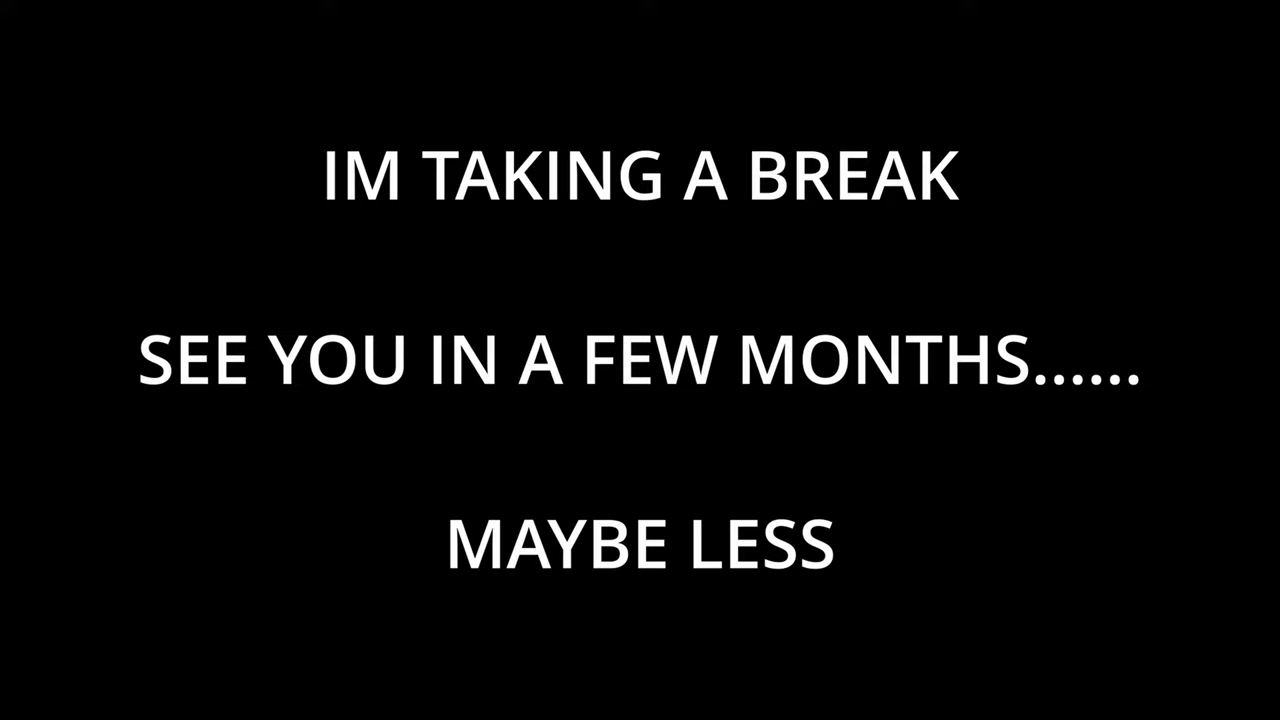 IM TAKING A BREAK
SEE YOU IN A FEW MONTHS......
MAYBE LESS